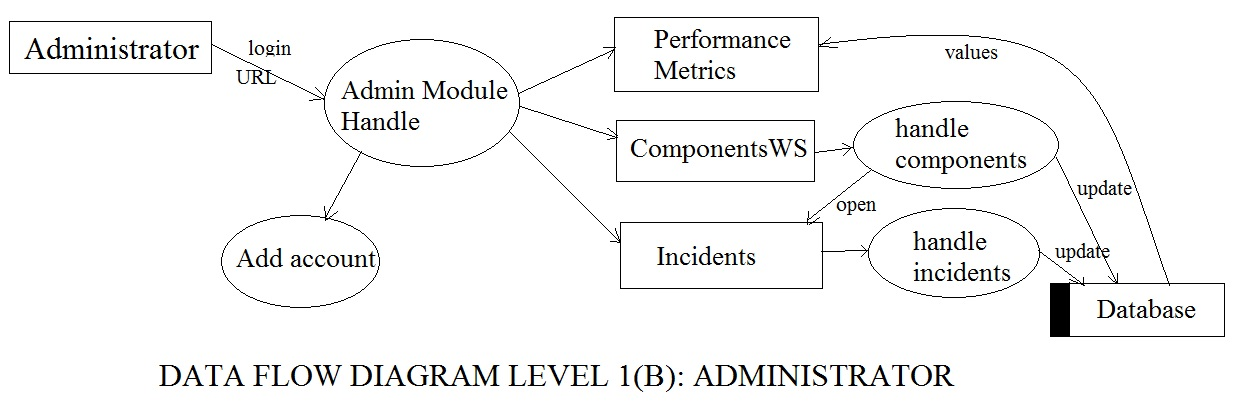 Administrator
login
URL
Admin Module
Handle
Add account
Performance
Metrics
values
ComponentsWS
handle
components
update
open
Incidents
handle
incidents
update
Database
DATA FLOW DIAGRAM LEVEL 1(B): ADMINISTRATOR